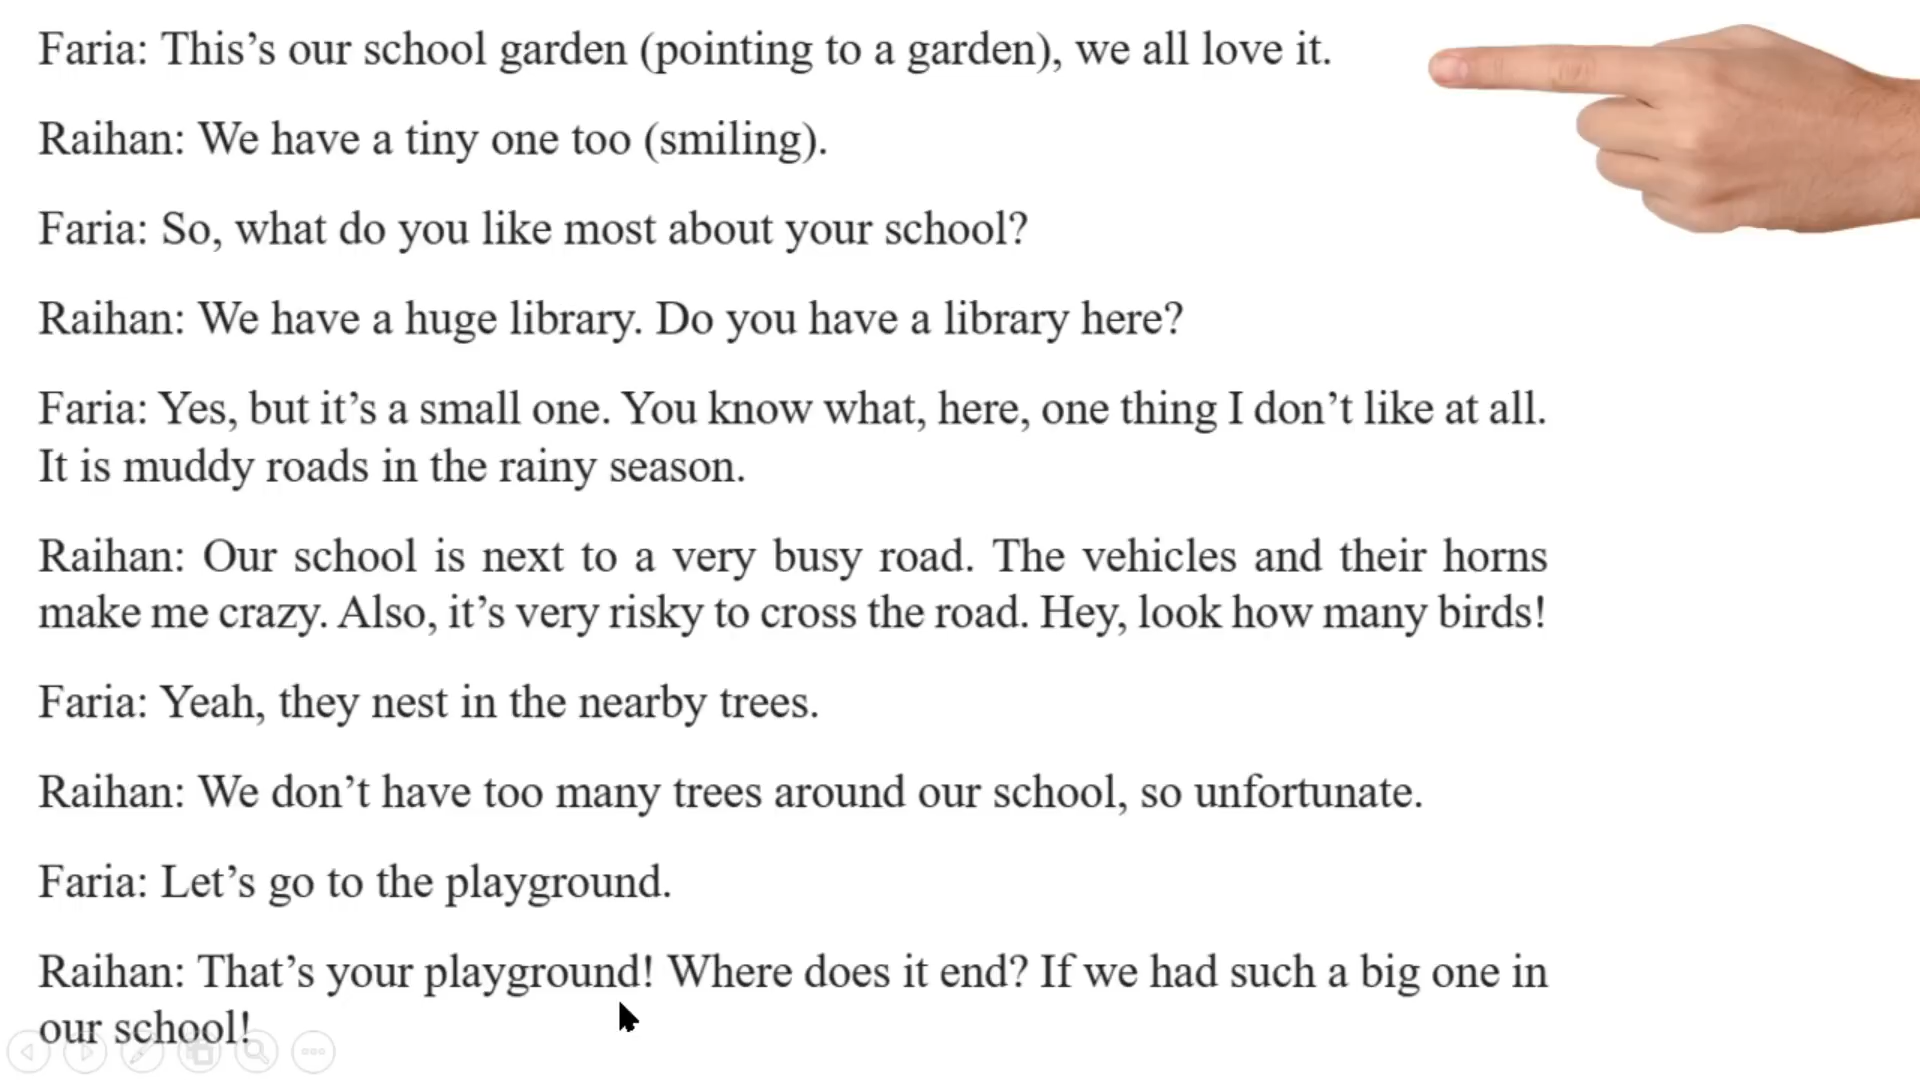 Faria: This’s our school garden (pointing to a garden), we all love it.
Raihan: We have a tiny one too (smiling).
Faria: So, what do you like most about your school?
Raihan: We have a huge library. Do you have a library here?
Faria: Yes, but it’s a small one. You know what, here, one thing I don’t like at all.
It is muddy roads in the rainy season.
Raihan: Our school is next to a very busy road. The vehicles and their horns
make me crazy. Also, it’s very risky to cross the road. Hey, look how many birds!
Faria: Yeah, they nest in the nearby trees.
Raihan: We don’t have too many trees around our school, so unfortunate.
Faria: Let’s go to the playground.
Raihan: That’s your playground! Where does it end? If we had such a big one in
our school!